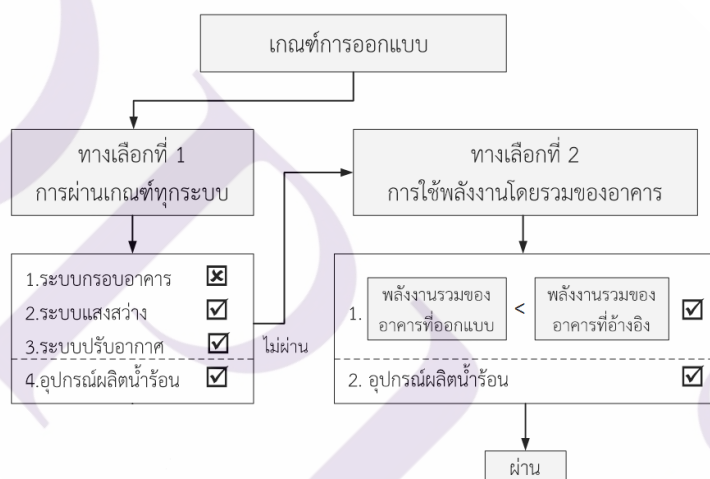 เกณฑ์การออกแบบ
ทางเลือกที่ 1
การผ่านเกณฑ์ทุกระบบ
ทางเลือกที่ 2
การใช้พลังงานโดยรวมของอาคาร
1.ระบบกรอบอาคาร
2.ระบบแสงสว่าง
3.ระบบปรับอากาศ
4.อุปกรณ์ผลิตน้ำร้อน
ไม่ผ่าน
1.
พลังงานรวมของ
อาคารที่ออกแบบ
<
พลังงานรวมของ
อาคารที่อ้างอิง
2. อุปกรณ์ผลิตน้ำร้อน
ผ่าน